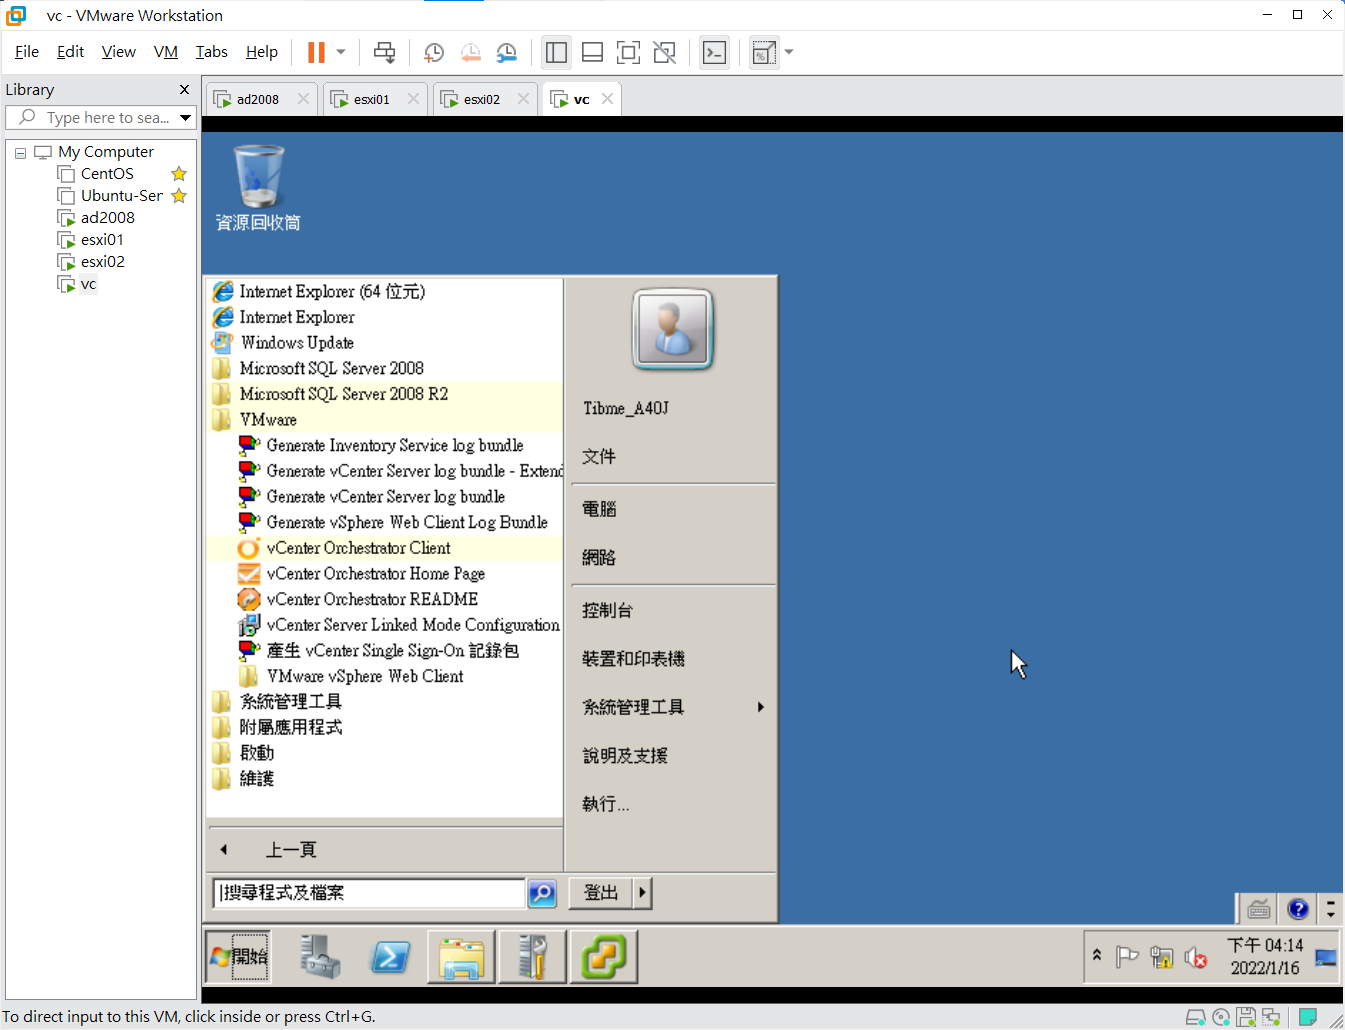 vc - VMware Workstation
File Edit View VM Tabs Help
Library
Type here to sea...
ad2008 esxi01 esxi02 vc
My Computer
CentOS
Ubuntu-Ser
ad2008
esxi01
esxi02
vc
資源回收筒
Internet Explorer (64 位元)
Internet Explorer
Windows Update
Microsoft SQL Server 2008
Microsoft SQL Server 2008 R2
VMware
Generate Inventory Service log bundle
Generate vCenter Server log bundle - Extend
Generate vCenter Server log bundle
Generate vSphere Web Client Log Bundle
vCenter Orchestrator Client
vCenter Orchestrator Home Page
vCenter Orchestrator README
vCenter Server Linked Mode Configuration
產生 vCenter Single Sign-On 記錄包
VMware vSphere Web Client
系統管理工具
附屬應用程式
啟動
維護
上一頁
搜尋程式及檔案
Tibme_A40J
文件
電腦
網路
控制台
裝置和印表機
系統管理工具
說明及支援
執行...
登出
開始
下午 04:14
2022/1/16
To direct input to this VM, click inside or press Ctrl+G.